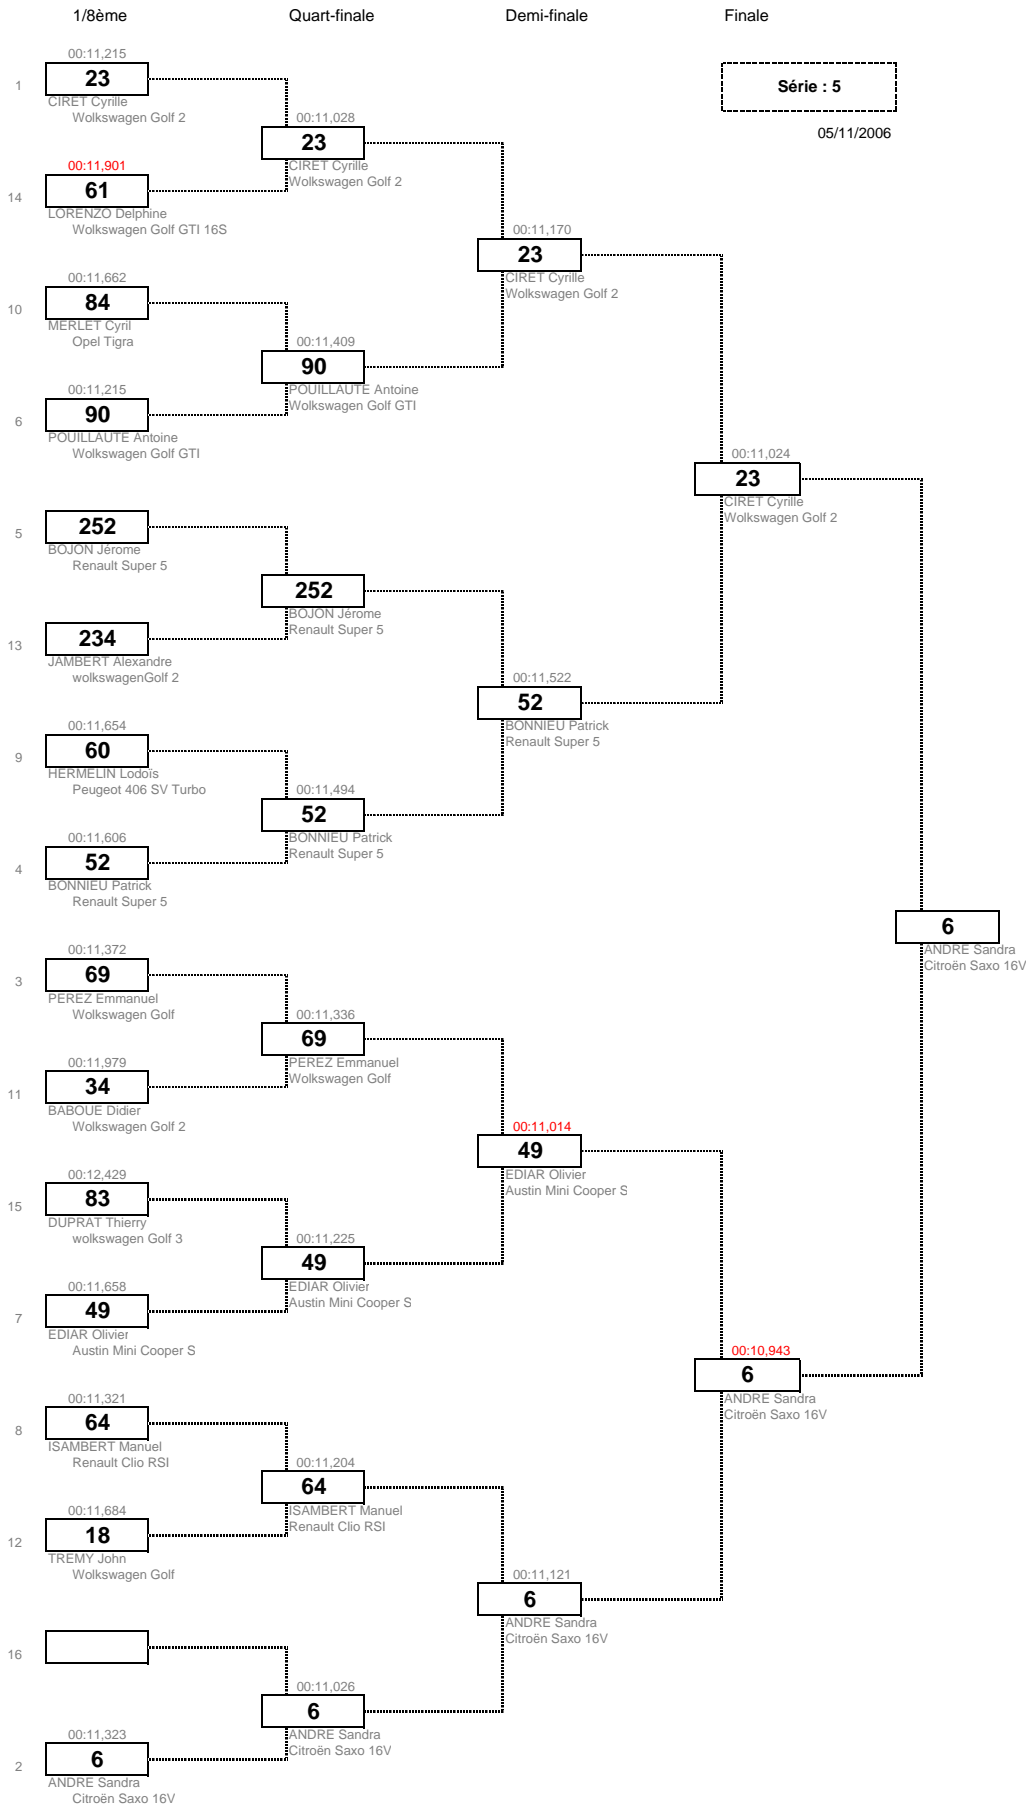 1/8ème
Quart-finale
Demi-finale
Finale
Série : 5
05/11/2006
00:11,215
1
23
CIRET Cyrille
Wolkswagen Golf 2
00:11,028
23
CIRET Cyrille
Wolkswagen Golf 2
00:11,901
14
61
LORENZO Delphine
Wolkswagen Golf GTI 16S
00:11,170
23
CIRET Cyrille
Wolkswagen Golf 2
00:11,662
10
84
MERLET Cyril
Opel Tigra
00:11,409
90
POUILLAUTE Antoine
Wolkswagen Golf GTI
00:11,215
6
90
POUILLAUTE Antoine
Wolkswagen Golf GTI
00:11,024
23
CIRET Cyrille
Wolkswagen Golf 2
5
252
BOJON Jérome
Renault Super 5
252
BOJON Jérome
Renault Super 5
13
234
JAMBERT Alexandre
wolkswagenGolf 2
00:11,522
52
BONNIEU Patrick
Renault Super 5
00:11,654
9
60
HERMELIN Lodoïs
Peugeot 406 SV Turbo
00:11,494
52
BONNIEU Patrick
Renault Super 5
00:11,606
4
52
BONNIEU Patrick
Renault Super 5
6
ANDRE Sandra
Citroën Saxo 16V
00:11,372
3
69
PEREZ Emmanuel
Wolkswagen Golf
00:11,336
69
PEREZ Emmanuel
Wolkswagen Golf
00:11,979
11
34
BABOUE Didier
Wolkswagen Golf 2
00:11,014
49
EDIAR Olivier
Austin Mini Cooper S
00:12,429
15
83
DUPRAT Thierry
wolkswagen Golf 3
00:11,225
49
EDIAR Olivier
Austin Mini Cooper S
00:11,658
7
49
EDIAR Olivier
Austin Mini Cooper S
00:10,943
6
ANDRE Sandra
Citroën Saxo 16V
00:11,321
8
64
ISAMBERT Manuel
Renault Clio RSI
00:11,204
64
ISAMBERT Manuel
Renault Clio RSI
00:11,684
12
18
TREMY John
Wolkswagen Golf
00:11,121
6
ANDRE Sandra
Citroën Saxo 16V
16
00:11,026
6
ANDRE Sandra
Citroën Saxo 16V
00:11,323
2
6
ANDRE Sandra
Citroën Saxo 16V